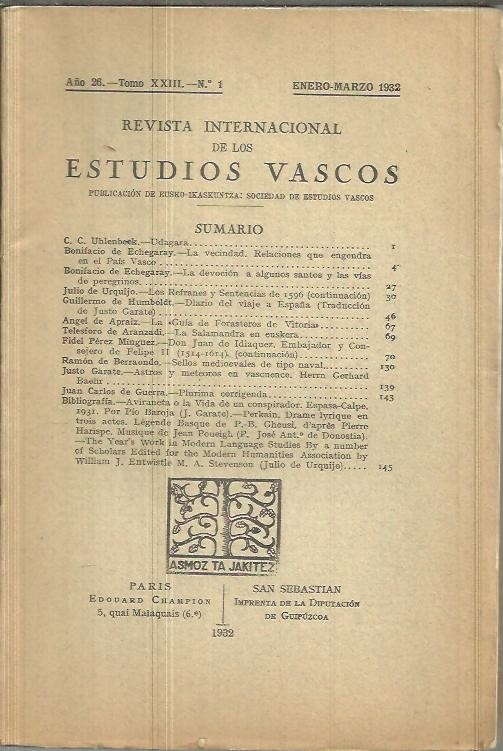 Año 26.—Tomo XXIII.—N.° 1 ENERO-MARZO 1932
REVISTA INTERNACIONAL
DE LOS
ESTUDIOS VASCOS
PUBLICACIÓN DE EUSKO-IKASKUNTZA: SOCIEDAD DE ESTUDIOS VASCOS
SUMARIO
C. C. Uhlenbeck.—Udagara. 1
Bonifacio de Echegaray.—La vecindad. Relaciones que engendra
en el País Vasco 4
Bonifacio de Echegaray.—La devoción a algunos santos y las vías
de peregrinos. 27
Julio de Urquijo.—Los Refranes y Sentencias de 1596 (continuación) 30
Guillermo de Humboldt.—Diario del viaje a España (Traducción
de Justo Garate) 46
Angel de Apraiz.—La «Guía de Forasteros de Vitoria» 67
Telesforo de Aranzadi.—La Salamandra en euskera 69
Fidel Pérez Mínguez.—Don Juan de Idiaquez. Embajador y Con-
sejero de Felipe II (1514-1614). (continuación) 70
Ramón de Berraondo.—Sellos medioevales de tipo naval. 130
Justo Garate.—Astros y meteoros en vascuence. Herrn Gerhard
Baehr 139
Juan Carlos de Guerra.—Plurima corrigenda. 143
Bibliografía.—Aviraneta o la Vida de un conspirador. Espasa-Calpe,
1931. Por Pío Baroja (J. Garate).—Perkain. Drame lyrique en
trois actes. Légende Basque de P.-B. Gheusi, d'après Pierre
Harispe, Musique de Jean Poueigh (P. José Ant.° de Donostia).
—The Year's Work in Modern Language Studies By a number
of Scholars Edited for the Modern Humanities Association by
William J. Entwistle M. A. Stevenson (Julio de Urquijo) 145
ASMOZ TA JAKITEZ
PARIS
EDOUARD CHAMPION
5, quai Malaquais (6.e)
SAN SEBASTIAN
IMPRENTA DE LA DIPUTACIÓN
DE GUIPÚZCOA
1932